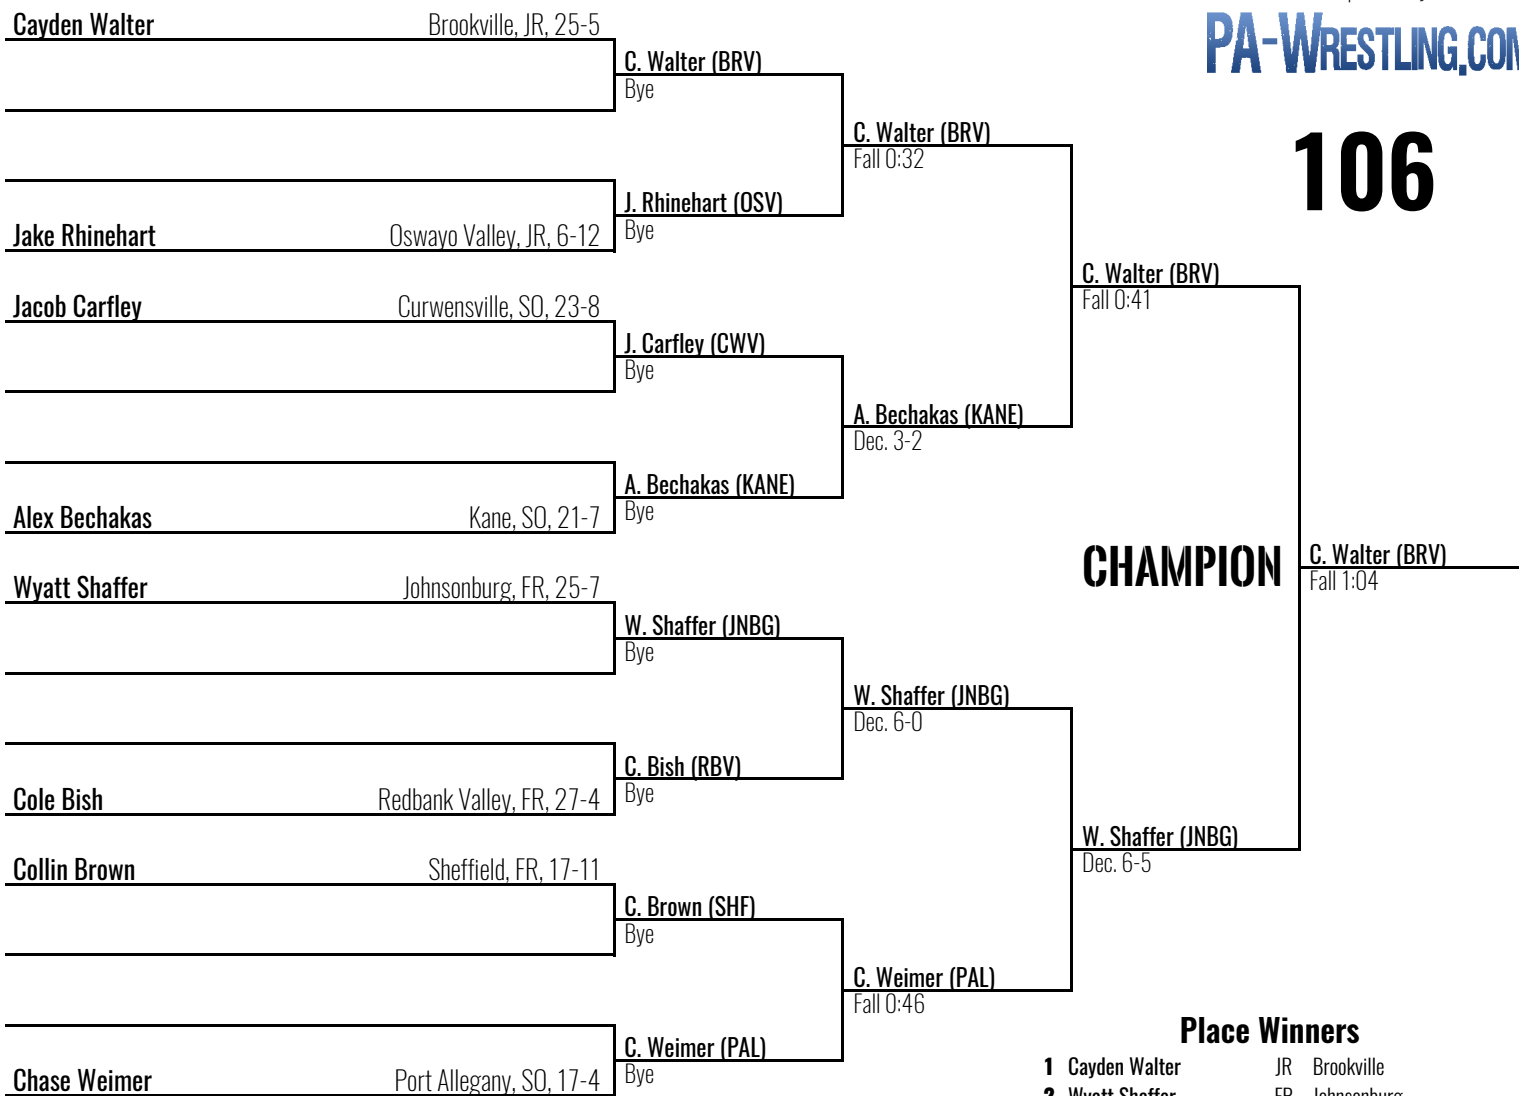 Cayden Walter Brookville, JR, 25-5
C. Walter (BRV)
Bye
C. Walter (BRV)
Fall 0:32
J. Rhinehart (OSV)
Bye
Jake Rhinehart Oswayo Valley, JR, 6-12
C. Walter (BRV)
Fall 0:41
Jacob Carfley Curwensville, SO, 23-8
J. Carfley (CWV)
Bye
A. Bechakas (KANE)
Dec. 3-2
A. Bechakas (KANE)
Bye
Alex Bechakas Kane, SO, 21-7
CHAMPION
C. Walter (BRV)
Fall 1:04
Wyatt Shaffer Johnsonburg, FR, 25-7
W. Shaffer (JNBG)
Bye
W. Shaffer (JNBG)
Dec. 6-0
C. Bish (RBV)
Bye
Cole Bish Redbank Valley, FR, 27-4
W. Shaffer (JNBG)
Dec. 6-5
Collin Brown Sheffield, FR, 17-11
C. Brown (SHF)
Bye
C. Weimer (PAL)
Fall 0:46
C. Weimer (PAL)
Bye
Chase Weimer Port Allegany, SO, 17-4
PA-WRESTLING.COM
106
Place Winners
1 Cayden Walter JR Brookville
2 Wyatt Shaffer FR Johnsonburg